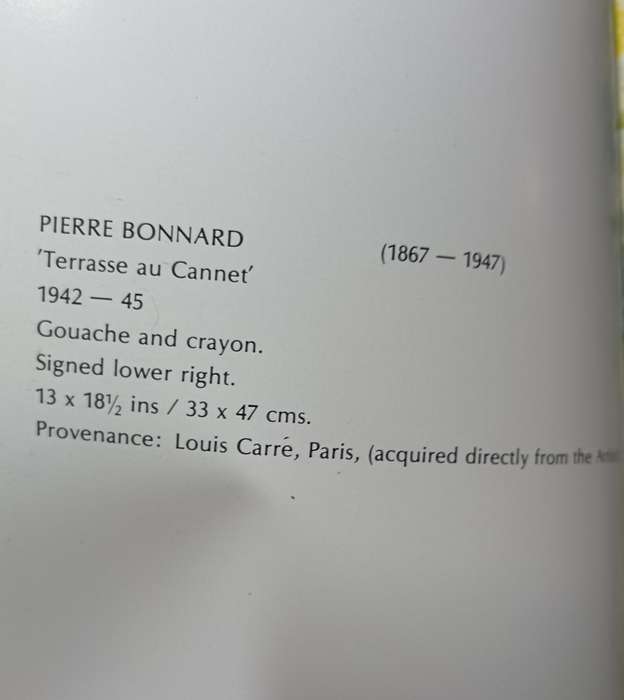 PIERRE BONNARD (1867 — 1947)
'Terrasse au Cannet'
1942 — 45
Gouache and crayon.
Signed lower right.
13 x 18½ ins / 33 x 47 cms.
Provenance: Louis Carré, Paris, (acquired directly from the